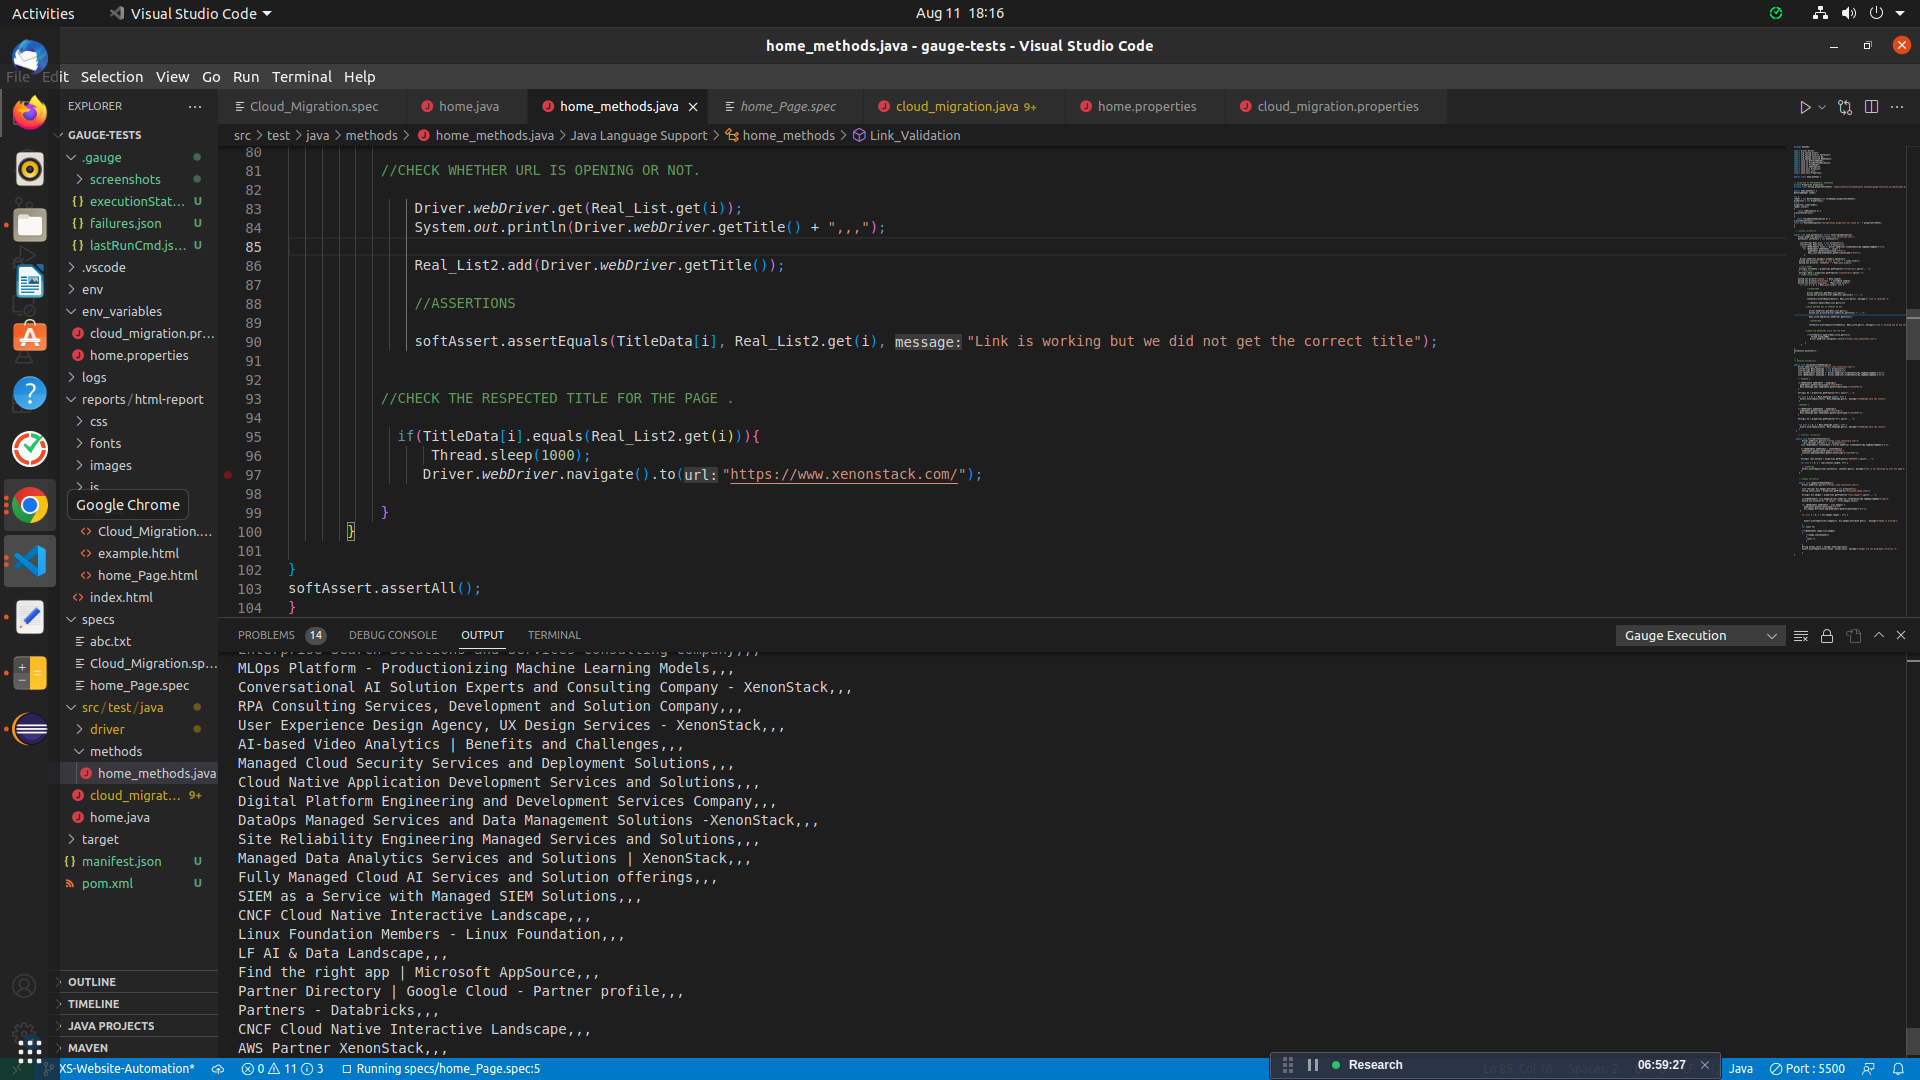 Activities
Visual Studio Code
Aug 11 18:16
home_methods.java - gauge-tests - Visual Studio Code
File Edit Selection View Go Run Terminal Help
EXPLORER
Cloud_Migration.spec
home.java
home_methods.java
home_Page.spec
cloud_migration.java 9+
home.properties
cloud_migration.properties
src > test > java > methods > home_methods.java > Java Language Support > home_methods > Link_Validation
GAUGE-TESTS
.gauge
screenshots
executionStat... U
failures.json U
lastRunCmd.js... U
.vscode
env
env_variables
cloud_migration.pr...
home.properties
logs
reports/html-report
css
fonts
images
js
Google Chrome
Cloud_Migration....
example.html
home_Page.html
index.html
specs
abc.txt
Cloud_Migration.sp...
home_Page.spec
src/test/java
driver
methods
home_methods.java
cloud_migrat... 9+
home.java
target
manifest.json U
pom.xml U
OUTLINE
TIMELINE
JAVA PROJECTS
MAVEN
80
81 //CHECK WHETHER URL IS OPENING OR NOT.
82
83 Driver.webDriver.get(Real_List.get(i));
84 System.out.println(Driver.webDriver.getTitle() + ",,,");
85
86 Real_List2.add(Driver.webDriver.getTitle());
87
88 //ASSERTIONS
89
90 softAssert.assertEquals(TitleData[i], Real_List2.get(i), message: "Link is working but we did not get the correct title");
91
92
93 //CHECK THE RESPECTED TITLE FOR THE PAGE .
94
95 if(TitleData[i].equals(Real_List2.get(i))){
96 Thread.sleep(1000);
97 Driver.webDriver.navigate().to(url: "https://www.xenonstack.com/");
98
99 }
100 }
101
102 }
103 softAssert.assertAll();
104 }
PROBLEMS 14 DEBUG CONSOLE OUTPUT TERMINAL
Gauge Execution
Enterprise Search Solutions and Services Consulting Company,,,
MLOps Platform - Productionizing Machine Learning Models,,,
Conversational AI Solution Experts and Consulting Company - XenonStack,,,
RPA Consulting Services, Development and Solution Company,,,
User Experience Design Agency, UX Design Services - XenonStack,,,
AI-based Video Analytics | Benefits and Challenges,,,
Managed Cloud Security Services and Deployment Solutions,,,
Cloud Native Application Development Services and Solutions,,,
Digital Platform Engineering and Development Services Company,,,
DataOps Managed Services and Data Management Solutions -XenonStack,,,
Site Reliability Engineering Managed Services and Solutions,,,
Managed Data Analytics Services and Solutions | XenonStack,,,
Fully Managed Cloud AI Services and Solution offerings,,,
SIEM as a Service with Managed SIEM Solutions,,,
CNCF Cloud Native Interactive Landscape,,,
Linux Foundation Members - Linux Foundation,,,
LF AI & Data Landscape,,,
Find the right app | Microsoft AppSource,,,
Partner Directory | Google Cloud - Partner profile,,,
Partners - Databricks,,,
CNCF Cloud Native Interactive Landscape,,,
AWS Partner XenonStack,,,
XS-Website-Automation*
0 11 3
Running specs/home_Page.spec:5
Research 06:59:27
Ln 85, Col 16 Spaces: 2
Java
Port : 5500